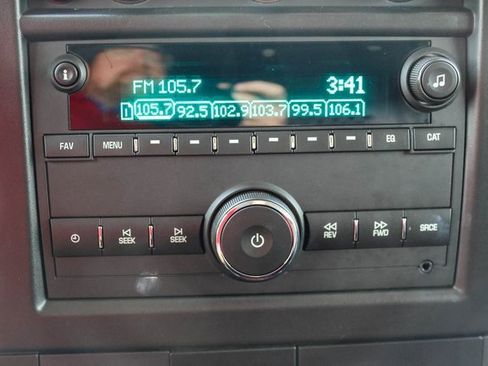 FM 105.7 3:41
1 105.7 92.5 102.9 103.7 99.5 106.1
FAV MENU EQ CAT
SEEK SEEK REV FWD SRCE